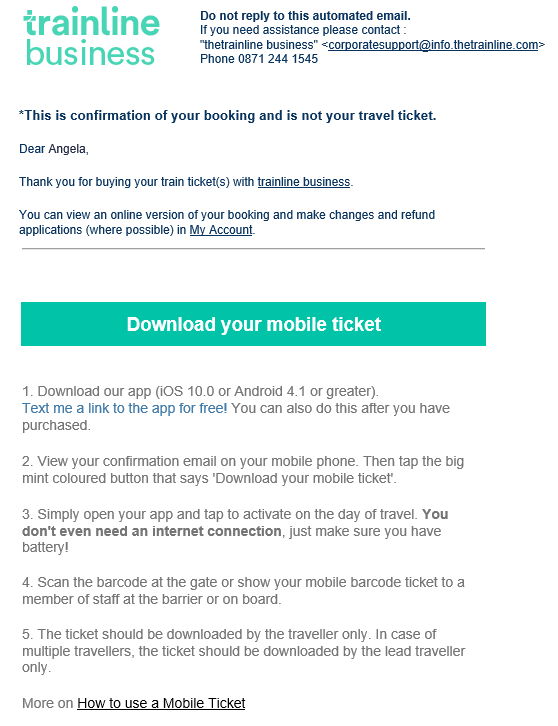 trainline
business
Do not reply to this automated email.
If you need assistance please contact :
"thetrainline business" <corporatesupport@info.thetrainline.com>
Phone 0871 244 1545
*This is confirmation of your booking and is not your travel ticket.
Dear Angela,
Thank you for buying your train ticket(s) with trainline business.
You can view an online version of your booking and make changes and refund
applications (where possible) in My Account.
Download your mobile ticket
1. Download our app (iOS 10.0 or Android 4.1 or greater).
Text me a link to the app for free! You can also do this after you have
purchased.
2. View your confirmation email on your mobile phone. Then tap the big
mint coloured button that says 'Download your mobile ticket'.
3. Simply open your app and tap to activate on the day of travel. You
don't even need an internet connection, just make sure you have
battery!
4. Scan the barcode at the gate or show your mobile barcode ticket to a
member of staff at the barrier or on board.
5. The ticket should be downloaded by the traveller only. In case of
multiple travellers, the ticket should be downloaded by the lead traveller
only.
More on How to use a Mobile Ticket